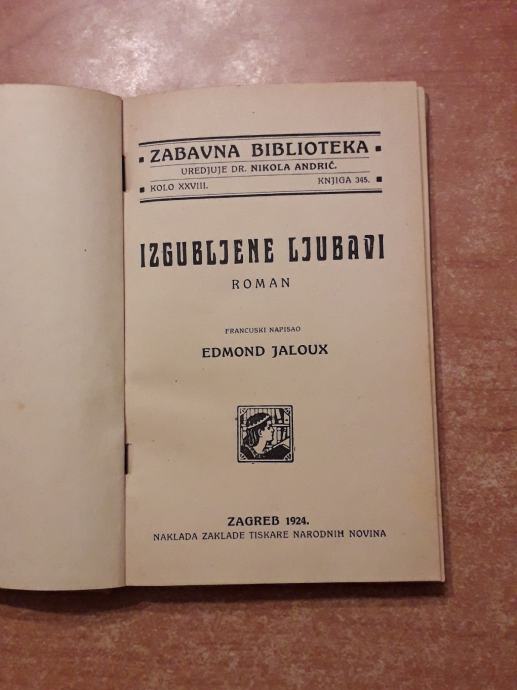 ZABAVNA BIBLIOTEKA
UREDJUJE DR. NIKOLA ANDRIĆ.
KOLO XXVIII. KNJIGA 345.
IZGUBLJENE LJUBAVI
ROMAN
FRANCUSKI NAPISAO
EDMOND JALOUX
ZAGREB 1924.
NAKLADA ZAKLADE TISKARE NARODNIH NOVINA